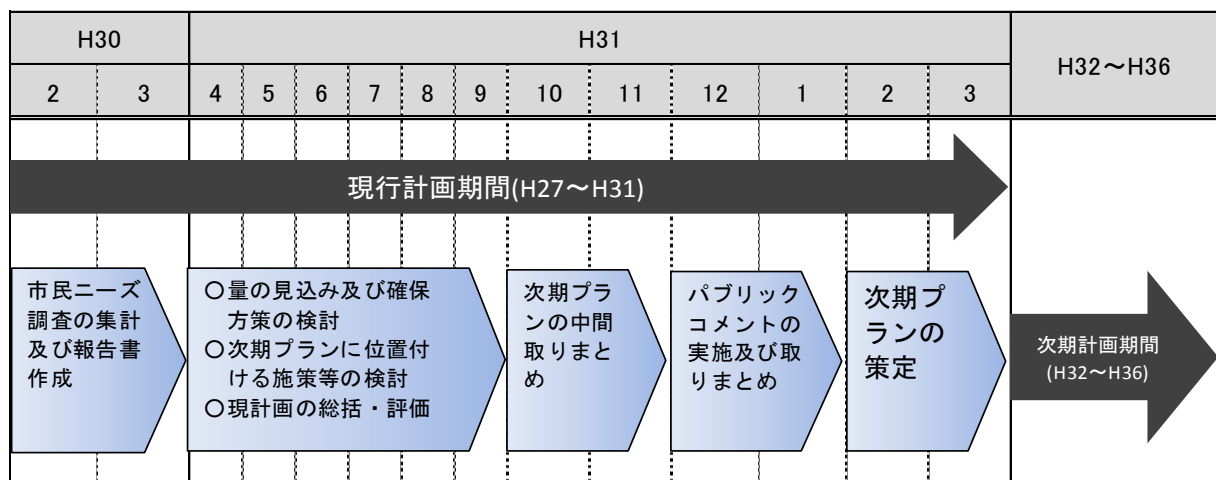 H30
H31
H32～H36
2 3 4 5 6 7 8 9 10 11 12 1 2 3
現行計画期間(H27～H31)
市民ニーズ
調査の集計
及び報告書
作成
○量の見込み及び確保
方策の検討
○次期プランに位置付
ける施策等の検討
○現計画の総括・評価
次期プラ
ンの中間
取りまと
め
パブリック
コメントの
実施及び取
りまとめ
次期プ
ランの
策定
次期計画期間
(H32～H36)